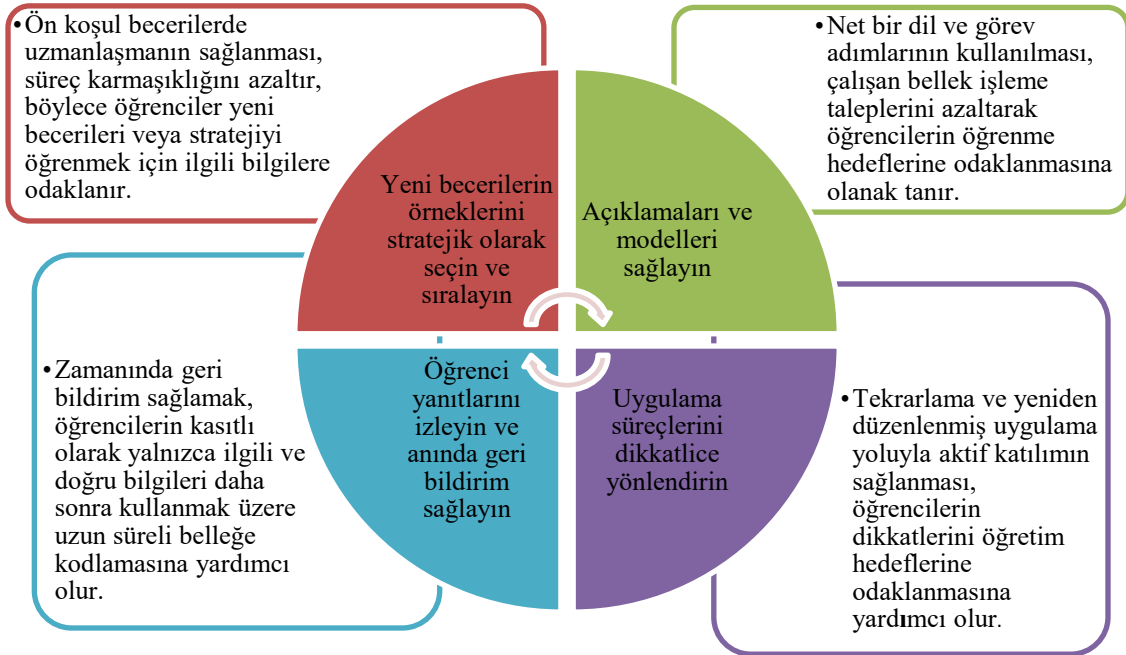 •Ön koşul becerilerde
uzmanlaşmanın sağlanması,
süreç karmaşıklığını azaltır,
böylece öğrenciler yeni
becerileri veya stratejiyi
öğrenmek için ilgili bilgilere
odaklanır.
Yeni becerilerin
örneklerini
stratejik olarak
seçin ve
sıralayın
Açıklamaları ve
modelleri
sağlayın
•Net bir dil ve görev
adımlarının kullanılması,
çalışan bellek işleme
taleplerini azaltarak
öğrencilerin öğrenme
hedeflerine odaklanmasına
olanak tanır.
•Zamanında geri
bildirim sağlamak,
öğrencilerin kasıtlı
olarak yalnızca ilgili ve
doğru bilgileri daha
sonra kullanmak üzere
uzun süreli belleğe
kodlamasına yardımcı
olur.
Öğrenci
yanıtlarını
izleyin ve
anında geri
bildirim
sağlayın
Uygulama
süreçlerini
dikkatlice
yönlendirin
•Tekrarlama ve yeniden
düzenlenmiş uygulama
yoluyla aktif katılımın
sağlanması,
öğrencilerin
dikkatlerini öğretim
hedeflerine
odaklanmasına
yardımcı olur.